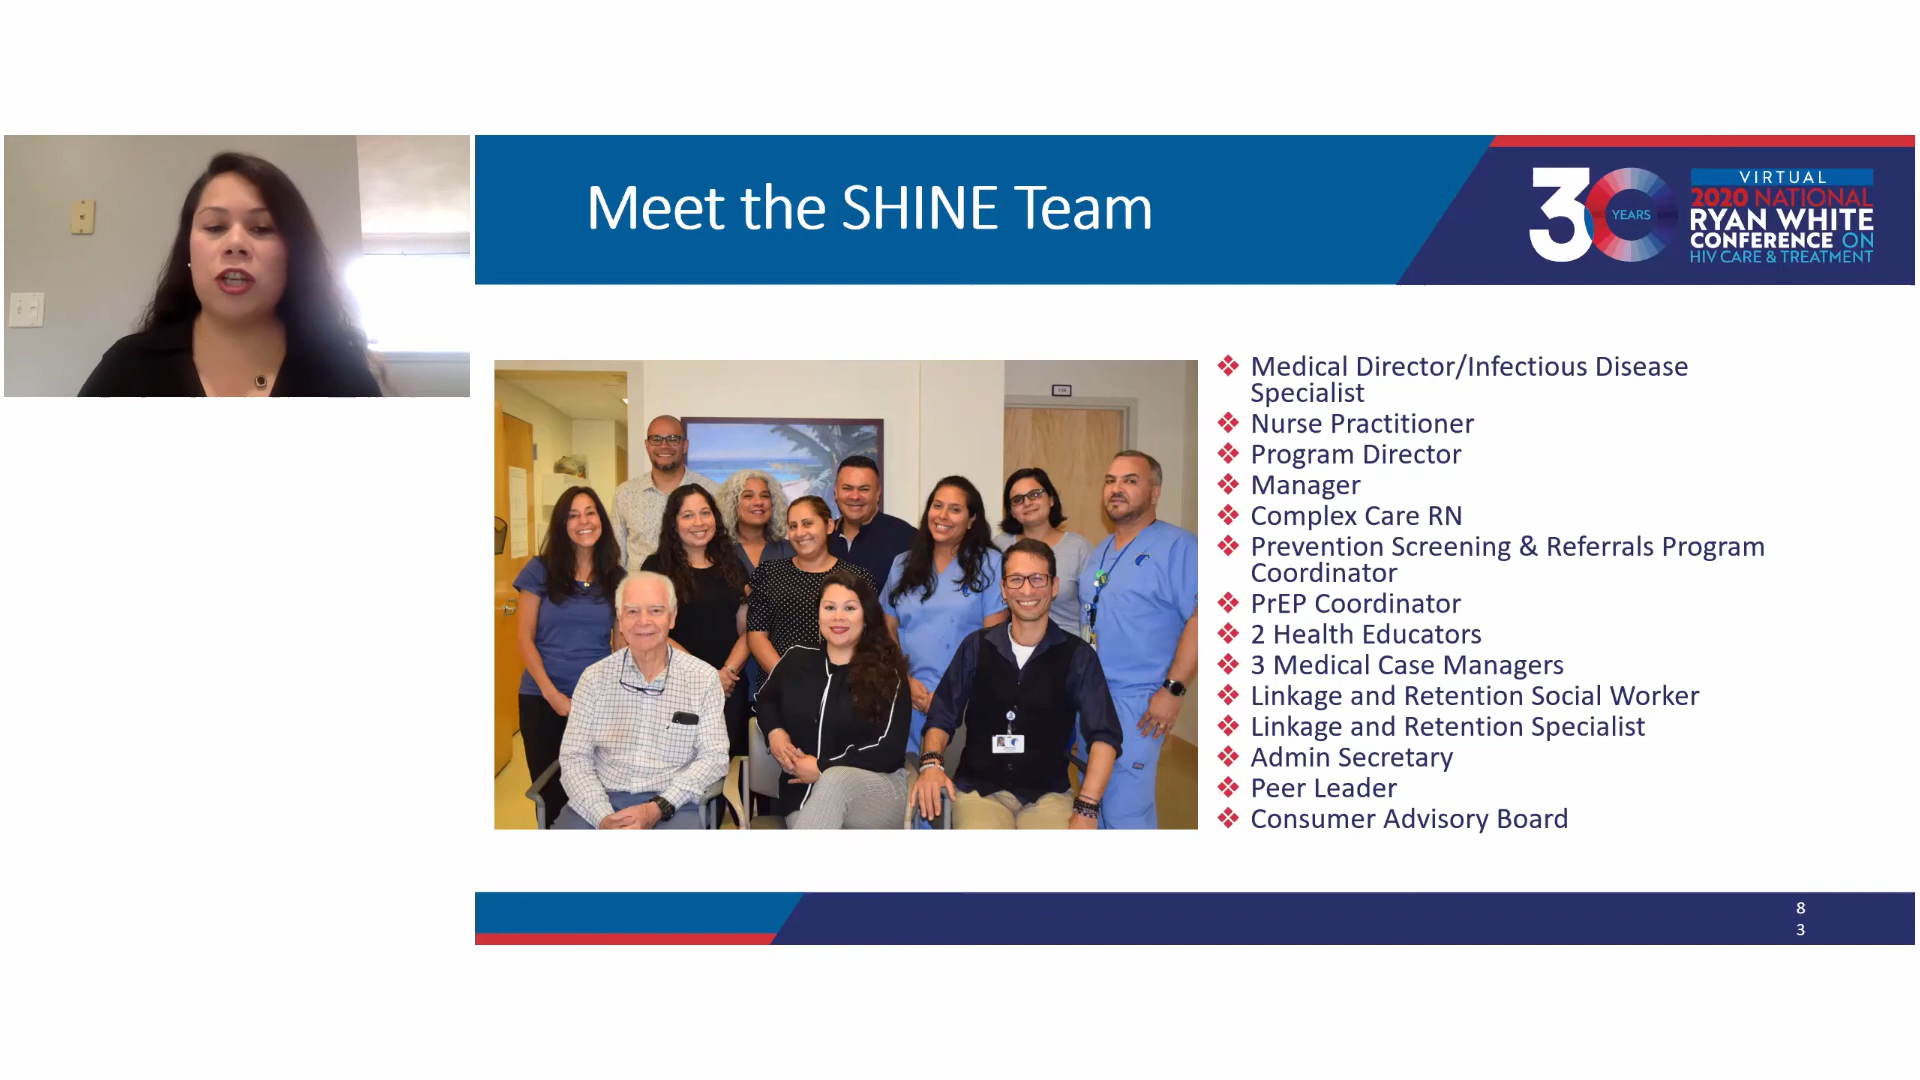 Meet the SHINE Team
30
YEARS
VIRTUAL
2020 NATIONAL
RYAN WHITE
CONFERENCE ON
HIV CARE & TREATMENT
❖ Medical Director/Infectious Disease
Specialist
❖ Nurse Practitioner
❖ Program Director
❖ Manager
❖ Complex Care RN
❖ Prevention Screening & Referrals Program
Coordinator
❖ PrEP Coordinator
❖ 2 Health Educators
❖ 3 Medical Case Managers
❖ Linkage and Retention Social Worker
❖ Linkage and Retention Specialist
❖ Admin Secretary
❖ Peer Leader
❖ Consumer Advisory Board
8
3